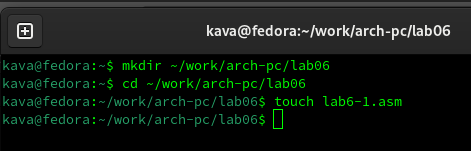 kava@fedora:~/work/arch-pc/lab06
kava@fedora:~$ mkdir ~/work/arch-pc/lab06
kava@fedora:~$ cd ~/work/arch-pc/lab06
kava@fedora:~/work/arch-pc/lab06$ touch lab6-1.asm
kava@fedora:~/work/arch-pc/lab06$